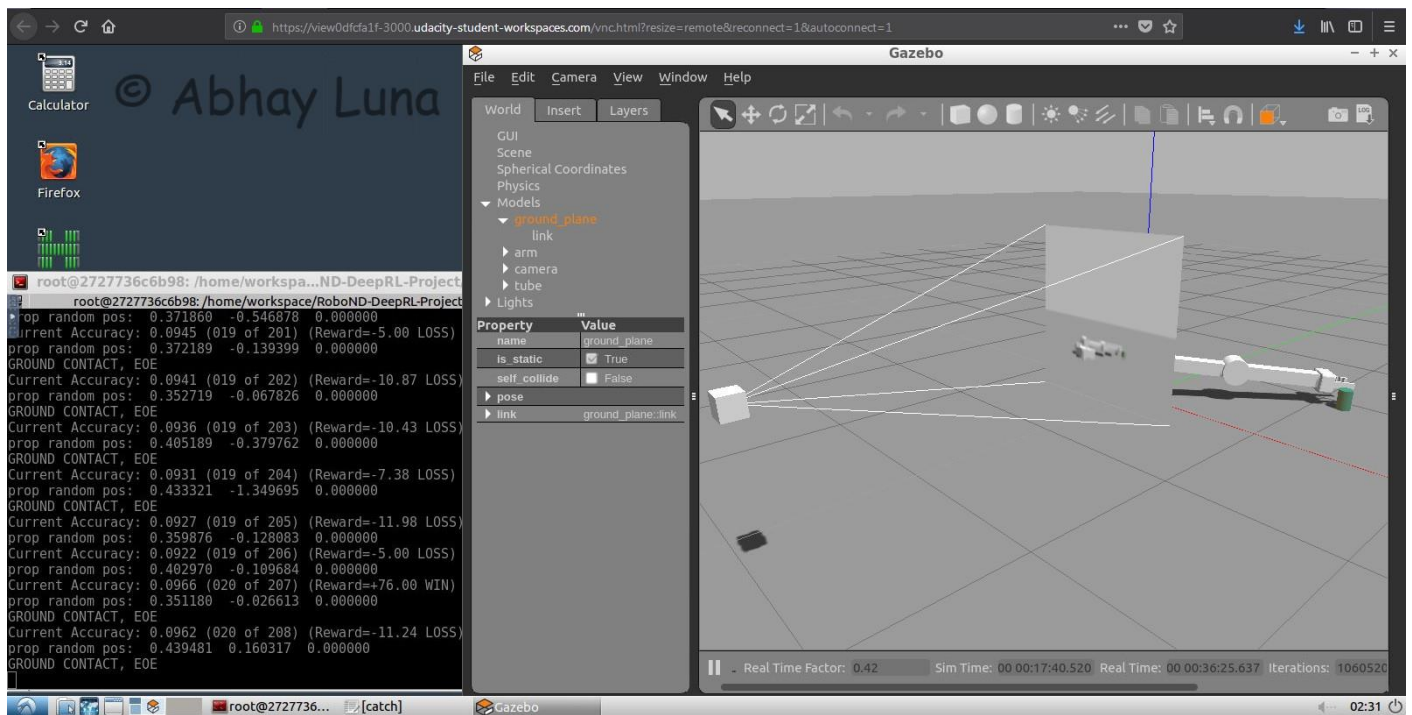 https://view0dfcfa1f-3000.udacity-student-workspaces.com/vnc.html?resize=remote&reconnect=1&autoconnect=1
Calculator
© Abhay Luna
Firefox
root@2727736c6b98: /home/workspa...ND-DeepRL-Project
root@2727736c6b98: /home/workspace/RoboND-DeepRL-Project
prop random pos: 0.371860 -0.546878 0.000000
Current Accuracy: 0.0945 (019 of 201) (Reward=-5.00 LOSS)
prop random pos: 0.372189 -0.139399 0.000000
GROUND CONTACT, EOE
Current Accuracy: 0.0941 (019 of 202) (Reward=-10.87 LOSS)
prop random pos: 0.352719 -0.067826 0.000000
GROUND CONTACT, EOE
Current Accuracy: 0.0936 (019 of 203) (Reward=-10.43 LOSS)
prop random pos: 0.405189 -0.379762 0.000000
GROUND CONTACT, EOE
Current Accuracy: 0.0931 (019 of 204) (Reward=-7.38 LOSS)
prop random pos: 0.433321 -1.349695 0.000000
GROUND CONTACT, EOE
Current Accuracy: 0.0927 (019 of 205) (Reward=-11.98 LOSS)
prop random pos: 0.359876 -0.128083 0.000000
Current Accuracy: 0.0922 (019 of 206) (Reward=-5.00 LOSS)
prop random pos: 0.402970 -0.109684 0.000000
Current Accuracy: 0.0966 (020 of 207) (Reward=+76.00 WIN)
prop random pos: 0.351180 -0.026613 0.000000
GROUND CONTACT, EOE
Current Accuracy: 0.0962 (020 of 208) (Reward=-11.24 LOSS)
prop random pos: 0.439481 0.160317 0.000000
GROUND CONTACT, EOE
Gazebo
File Edit Camera View Window Help
World Insert Layers
GUI
Scene
Spherical Coordinates
Physics
Models
ground_plane
link
arm
camera
tube
Lights
Property Value
name ground_plane
is_static True
self_collide False
pose
link ground_plane::link
LOG
Real Time Factor: 0.42 Sim Time: 00 00:17:40.520 Real Time: 00 00:36:25.637 Iterations: 1060520
root@2727736... [catch] Gazebo 02:31